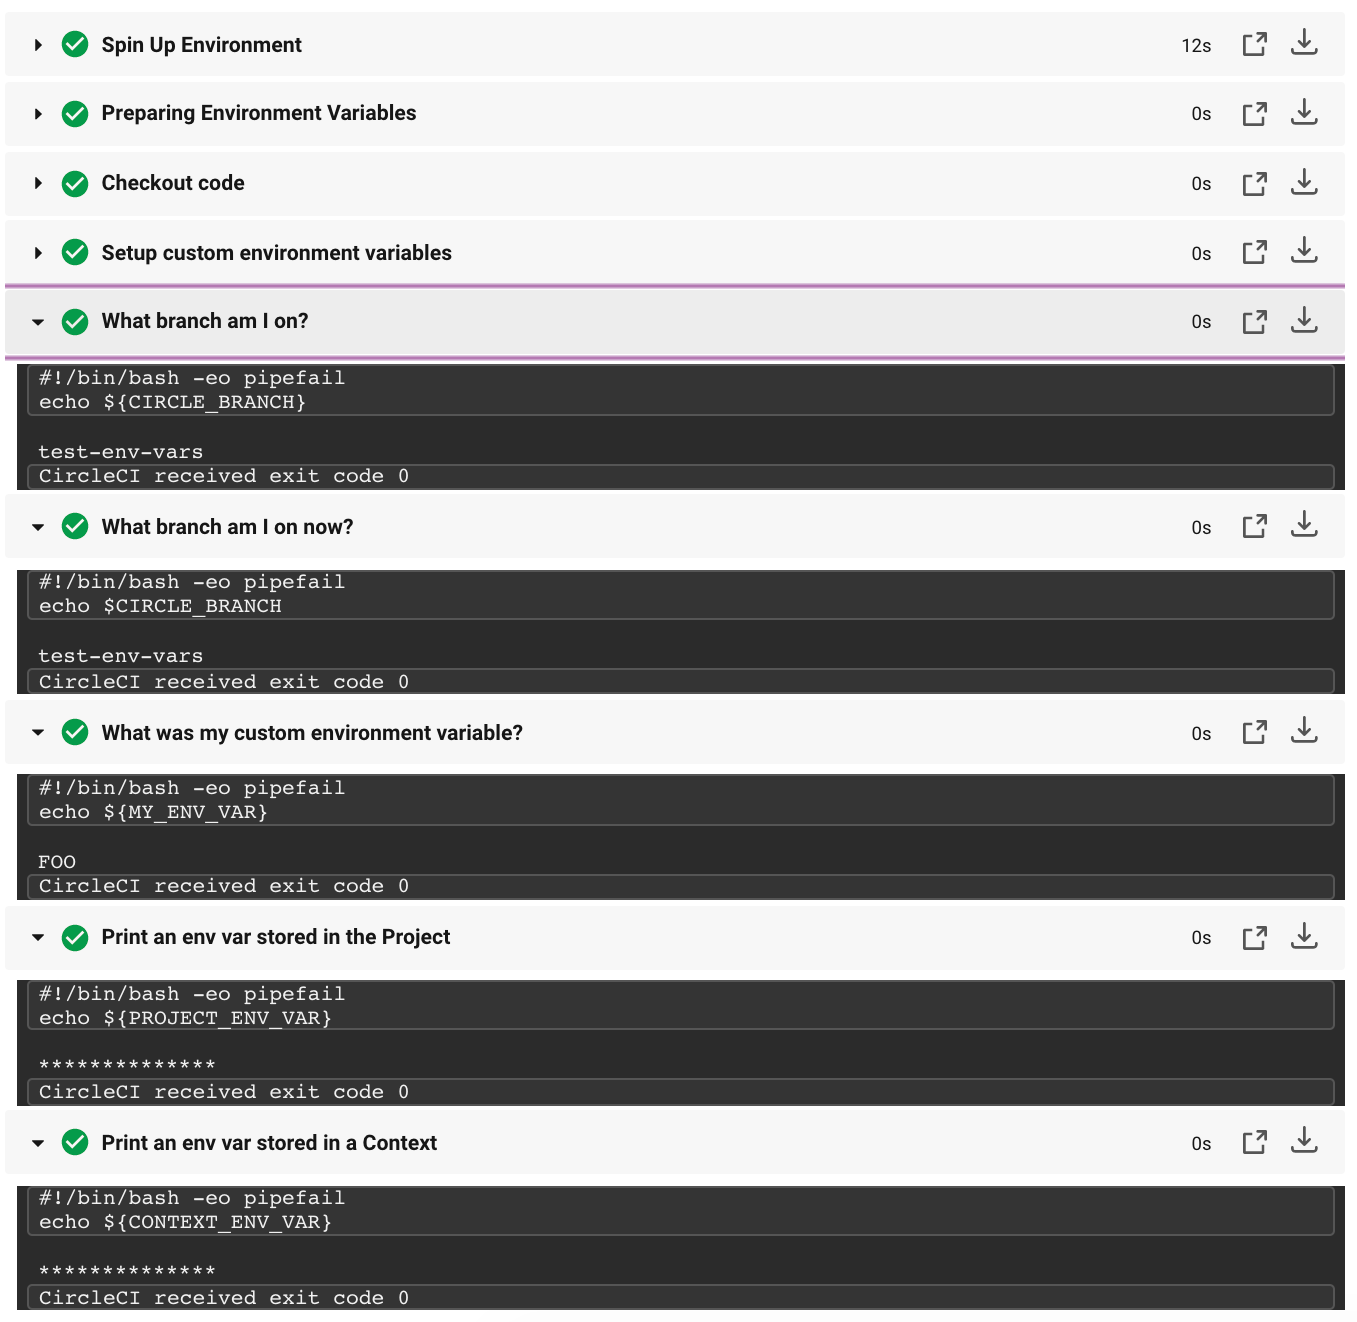 Spin Up Environment 12s
Preparing Environment Variables 0s
Checkout code 0s
Setup custom environment variables 0s
What branch am I on? 0s
#!/bin/bash -eo pipefail
echo ${CIRCLE_BRANCH}
test-env-vars
CircleCI received exit code 0
What branch am I on now? 0s
#!/bin/bash -eo pipefail
echo $CIRCLE_BRANCH
test-env-vars
CircleCI received exit code 0
What was my custom environment variable? 0s
#!/bin/bash -eo pipefail
echo ${MY_ENV_VAR}
FOO
CircleCI received exit code 0
Print an env var stored in the Project 0s
#!/bin/bash -eo pipefail
echo ${PROJECT_ENV_VAR}
**************
CircleCI received exit code 0
Print an env var stored in a Context 0s
#!/bin/bash -eo pipefail
echo ${CONTEXT_ENV_VAR}
**************
CircleCI received exit code 0